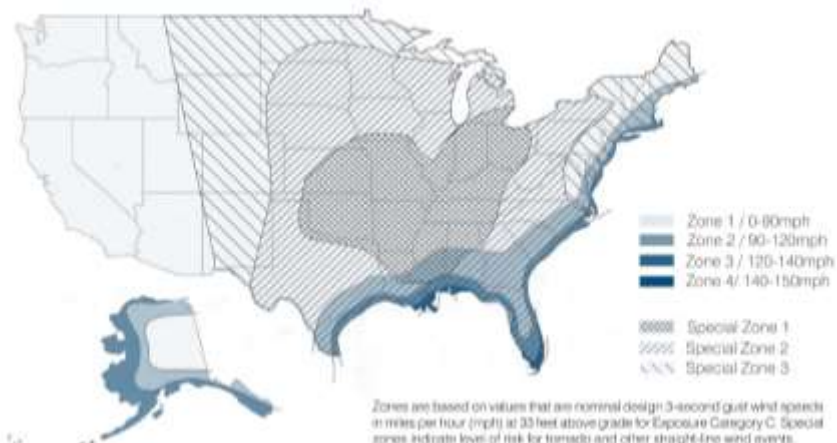 Zone 1 / 0-90mph
Zone 2 / 90-120mph
Zone 3 / 120-140mph
Zone 4/ 140-150mph
Special Zone 1
Special Zone 2
Special Zone 3
Zones are based on values that are nominal design 3-second gust wind speeds
in miles per hour (mph) at 33 feet above grade for Exposure Category C. Special
zones indicate level of risk for tornado and other straight-line wind events.